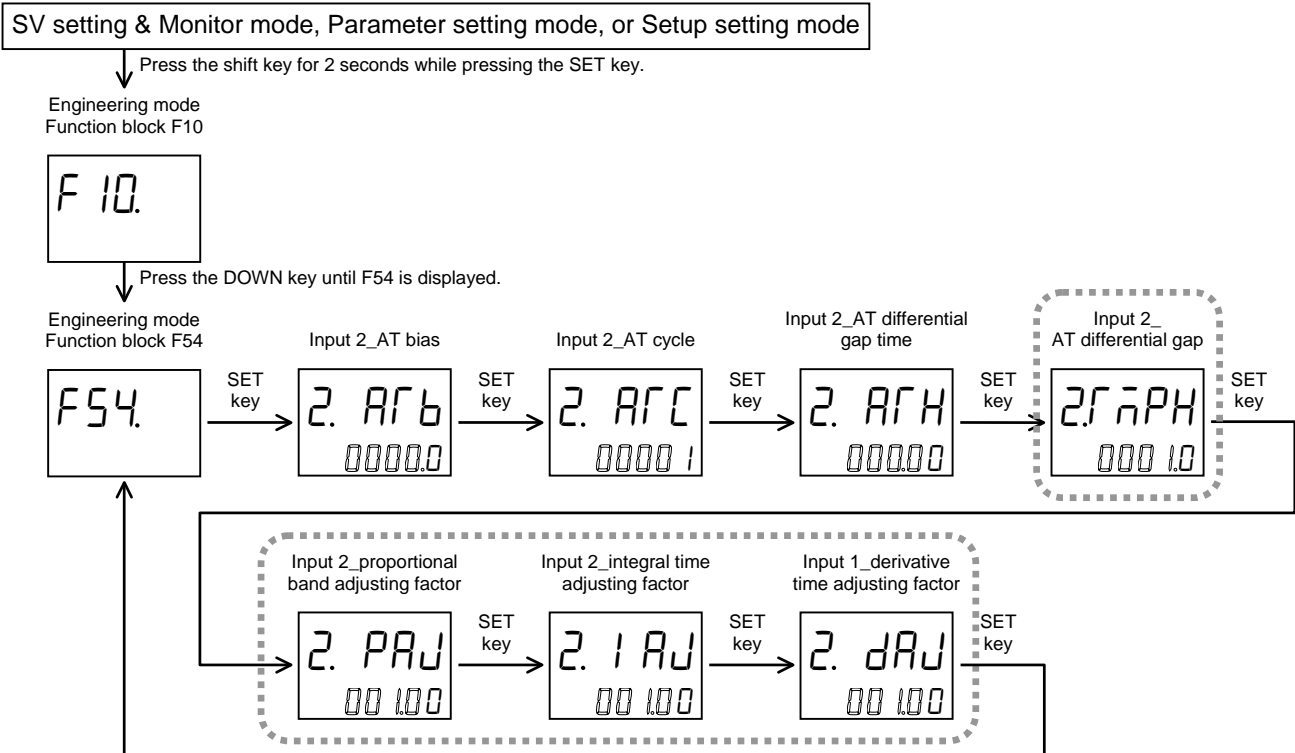 SV setting & Monitor mode, Parameter setting mode, or Setup setting mode
Press the shift key for 2 seconds while pressing the SET key.
Engineering mode
Function block F10
F 10.
Press the DOWN key until F54 is displayed.
Engineering mode
Function block F54
F54.
SET
key
Input 2_AT bias
2. ATb
0000.0
SET
key
Input 2_AT cycle
2. ATC
00001
SET
key
Input 2_AT differential
gap time
2. ATH
000.00
SET
key
Input 2_
AT differential gap
2.TmPH
0001.0
SET
key
Input 2_proportional
band adjusting factor
2. PAJ
001.00
SET
key
Input 2_integral time
adjusting factor
2. IAJ
001.00
SET
key
Input 1_derivative
time adjusting factor
2. dAJ
001.00
SET
key